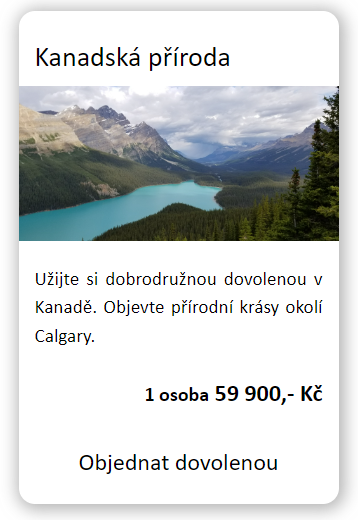 Kanadská příroda
Užijte si dobrodružnou dovolenou v
Kanadě. Objevte přírodní krásy okolí
Calgary.
1 osoba 59 900,- Kč
Objednat dovolenou